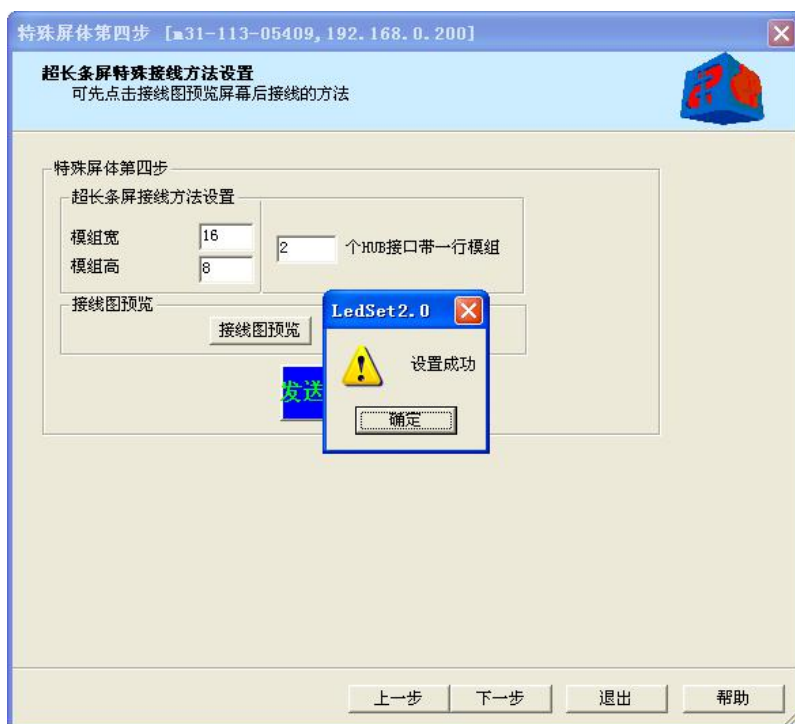 特殊屏体第四步 [m31-113-05409,192.168.0.200]
超长条屏特殊接线方法设置
可先点击接线图预览屏幕后接线的方法
特殊屏体第四步
超长条屏接线方法设置
模组宽 16
2 个HUB接口带一行模组
模组高 8
接线图预览
接线图预览
LedSet2.0
设置成功
确定
发送
上一步 下一步 退出 帮助